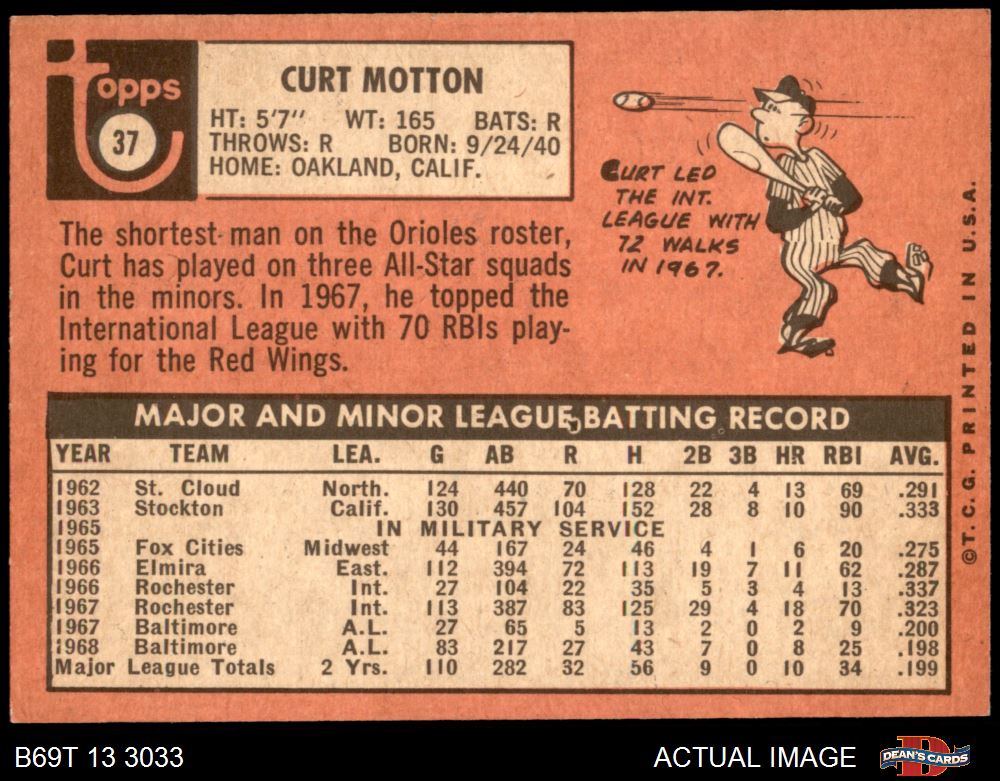 topps
37
CURT MOTTON
HT: 5'7" WT: 165 BATS: R
THROWS: R BORN: 9/24/40
HOME: OAKLAND, CALIF.
CURT LED
THE INT.
LEAGUE WITH
72 WALKS
IN 1967.
The shortest man on the Orioles roster,
Curt has played on three All-Star squads
in the minors. In 1967, he topped the
International League with 70 RBIs play-
ing for the Red Wings.
MAJOR AND MINOR LEAGUE BATTING RECORD
YEAR TEAM LEA. G AB R H 2B 3B HR RBI AVG.
1962 St. Cloud North. 124 440 70 128 22 4 13 69 .291
1963 Stockton Calif. 130 457 104 152 28 8 10 90 .333
1965 IN MILITARY SERVICE
1965 Fox Cities Midwest 44 167 24 46 4 1 6 20 .275
1966 Elmira East. 112 394 72 113 19 7 11 62 .287
1966 Rochester Int. 27 104 22 35 5 3 4 13 .337
1967 Rochester Int. 113 387 83 125 29 4 18 70 .323
1967 Baltimore A.L. 27 65 5 13 2 0 2 9 .200
1968 Baltimore A.L. 83 217 27 43 7 0 8 25 .198
Major League Totals 2 Yrs. 110 282 32 56 9 0 10 34 .199
©T.C.G. PRINTED IN U.S.A.
B69T 13 3033
ACTUAL IMAGE
DEAN'S CARDS